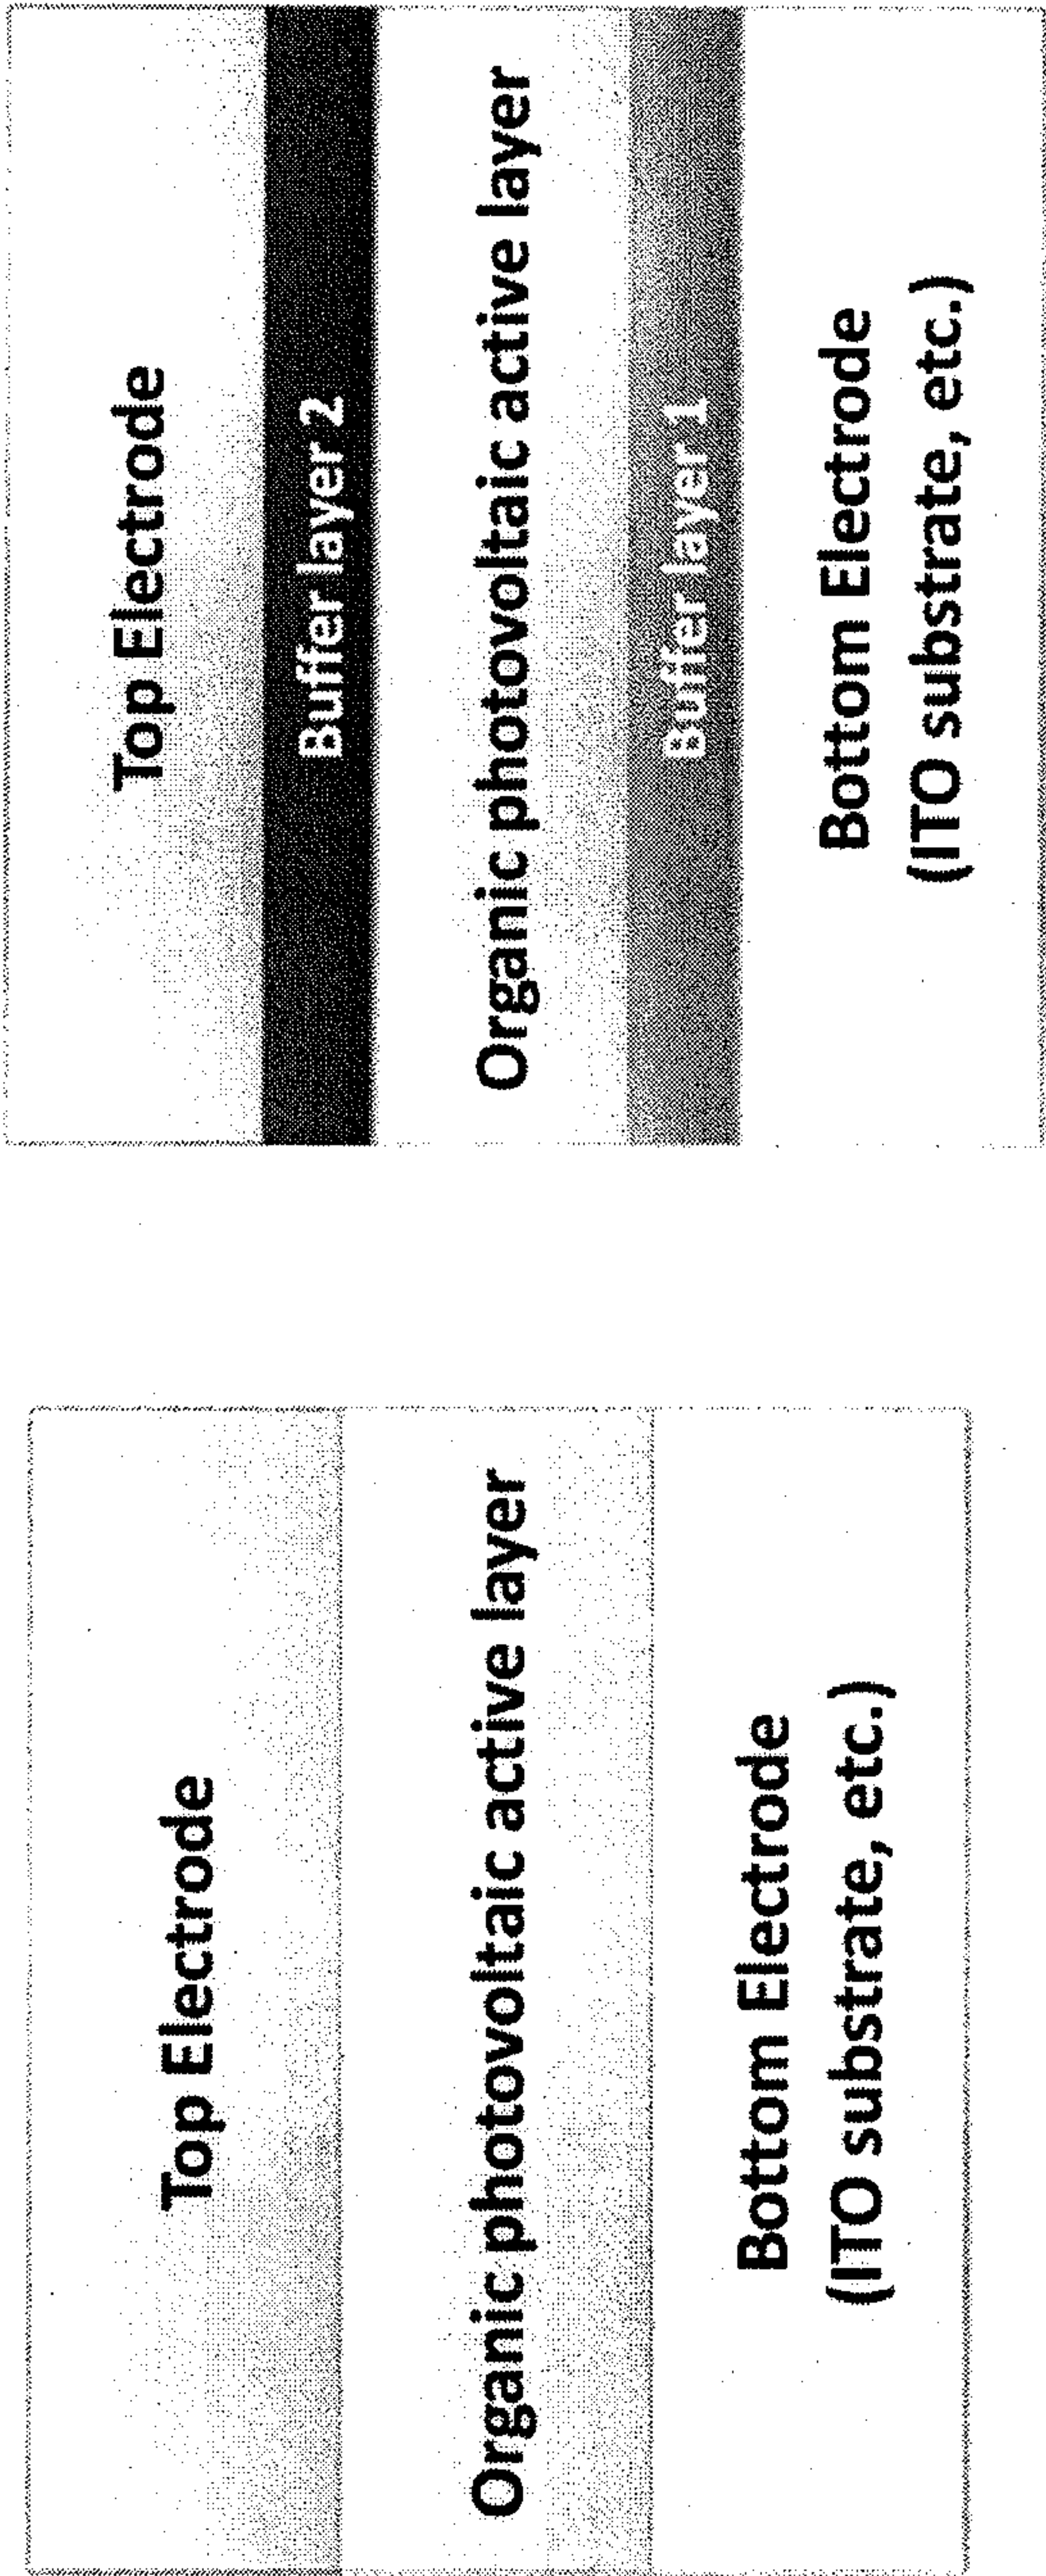 Top Electrode
Organic photovoltaic active layer
Bottom Electrode
(ITO substrate, etc.)
Top Electrode
Buffer layer 2
Organic photovoltaic active layer
Buffer layer 1
Bottom Electrode
(ITO substrate, etc.)